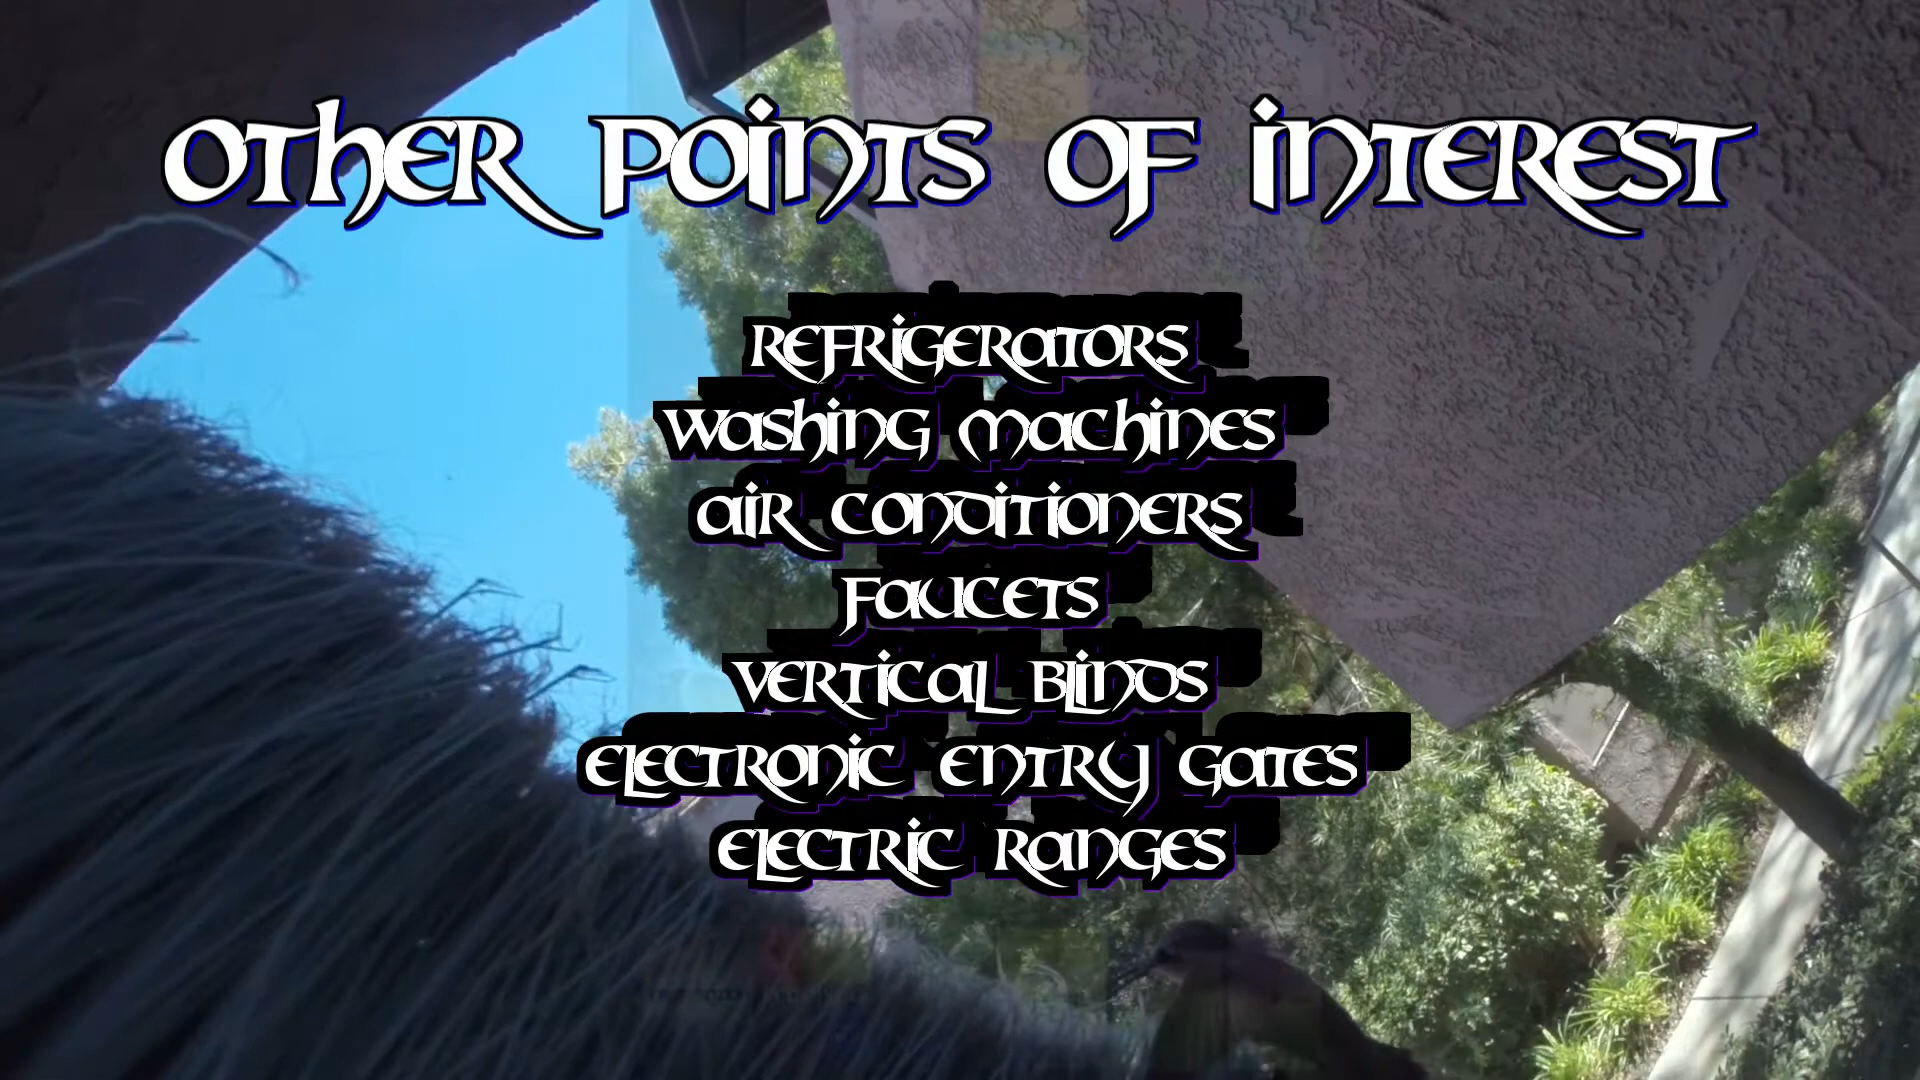 OTHER POINTS OF INTEREST
REFRIGERATORS
WASHING MACHINES
AIR CONDITIONERS
FAUCETS
VERTICAL BLINDS
ELECTRONIC ENTRY GATES
ELECTRIC RANGES